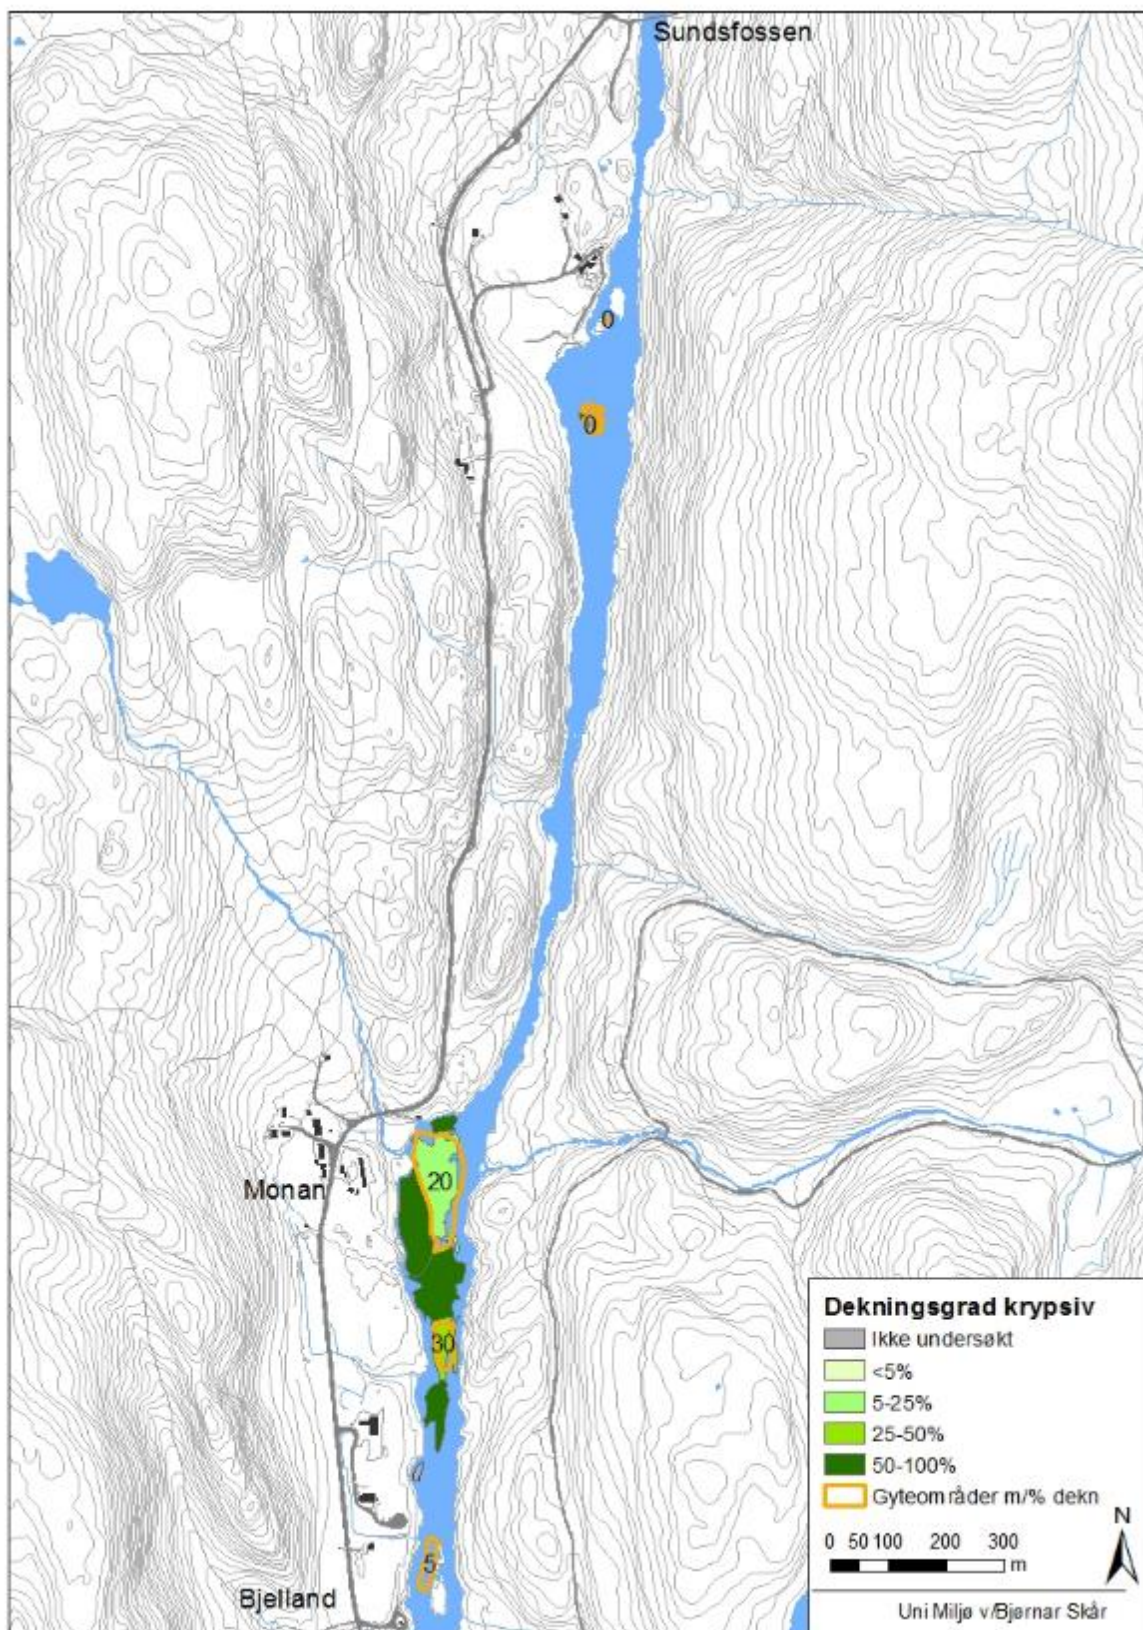 Sundsfossen
0
0
20
Monan
30
5
Bjelland
Dekningsgrad krypsiv
Ikke undersøkt
<5%
5-25%
25-50%
50-100%
Gyteområder m/% dekn
N
0 50 100 200 300
m
Uni Miljø v/Bjørnar Skår